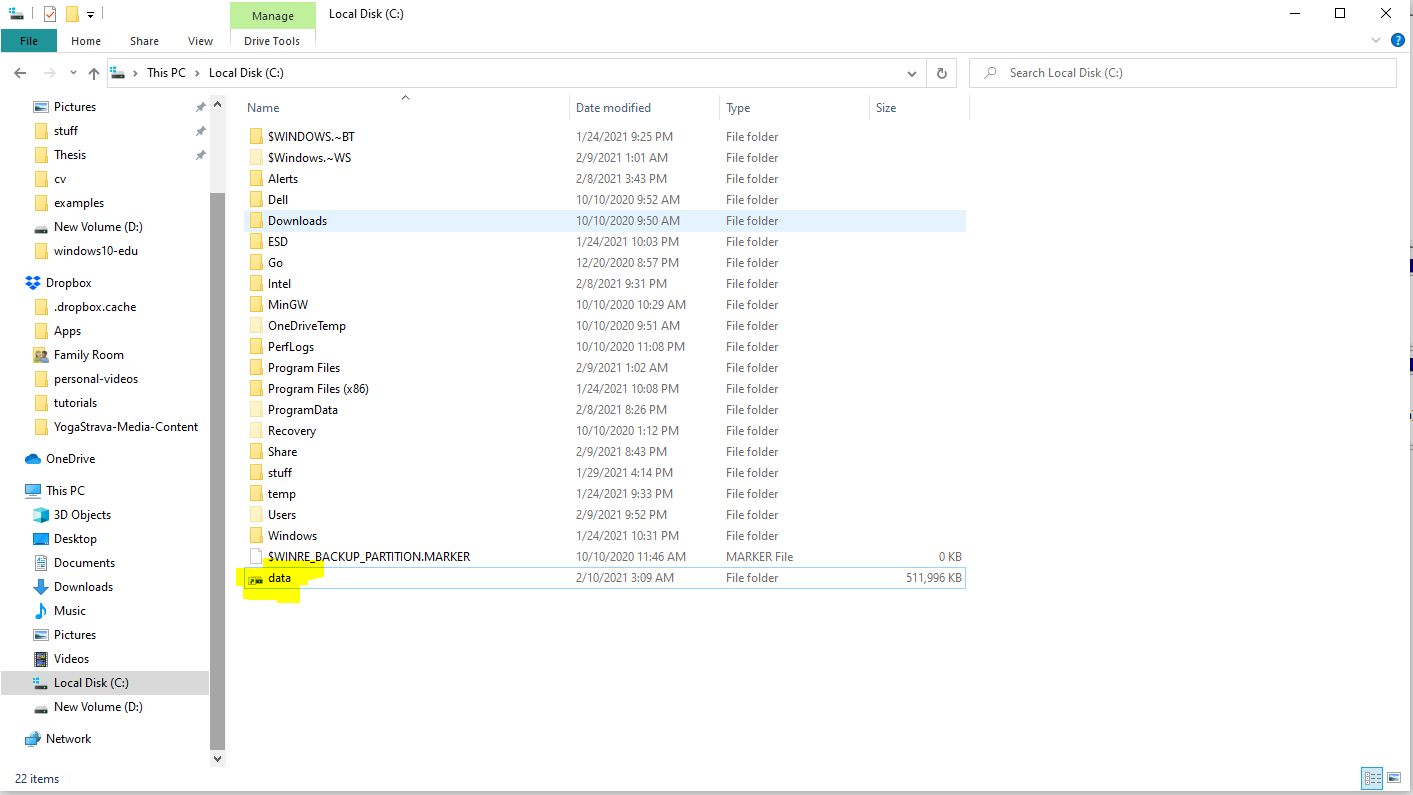 Manage
Local Disk (C:)
File
Home
Share
View
Drive Tools
This PC
Local Disk (C:)
Search Local Disk (C:)
Pictures
stuff
Thesis
cv
examples
New Volume (D:)
windows10-edu
Dropbox
.dropbox.cache
Apps
Family Room
personal-videos
tutorials
YogaStrava-Media-Content
OneDrive
This PC
3D Objects
Desktop
Documents
Downloads
Music
Pictures
Videos
Local Disk (C:)
New Volume (D:)
Network
Name Date modified Type Size
$WINDOWS.~BT 1/24/2021 9:25 PM File folder
$Windows.~WS 2/9/2021 1:01 AM File folder
Alerts 2/8/2021 3:43 PM File folder
Dell 10/10/2020 9:52 AM File folder
Downloads 10/10/2020 9:50 AM File folder
ESD 1/24/2021 10:03 PM File folder
Go 12/20/2020 8:57 PM File folder
Intel 2/8/2021 9:31 PM File folder
MinGW 10/10/2020 10:29 AM File folder
OneDriveTemp 10/10/2020 9:51 AM File folder
PerfLogs 10/10/2020 11:08 PM File folder
Program Files 2/9/2021 1:02 AM File folder
Program Files (x86) 1/24/2021 10:08 PM File folder
ProgramData 2/8/2021 8:26 PM File folder
Recovery 10/10/2020 1:12 PM File folder
Share 2/9/2021 8:43 PM File folder
stuff 1/29/2021 4:14 PM File folder
temp 1/24/2021 9:33 PM File folder
Users 2/9/2021 9:52 PM File folder
Windows 1/24/2021 10:31 PM File folder
$WINRE_BACKUP_PARTITION.MARKER 10/10/2020 11:46 AM MARKER File 0 KB
data 2/10/2021 3:09 AM File folder 511,996 KB
22 items